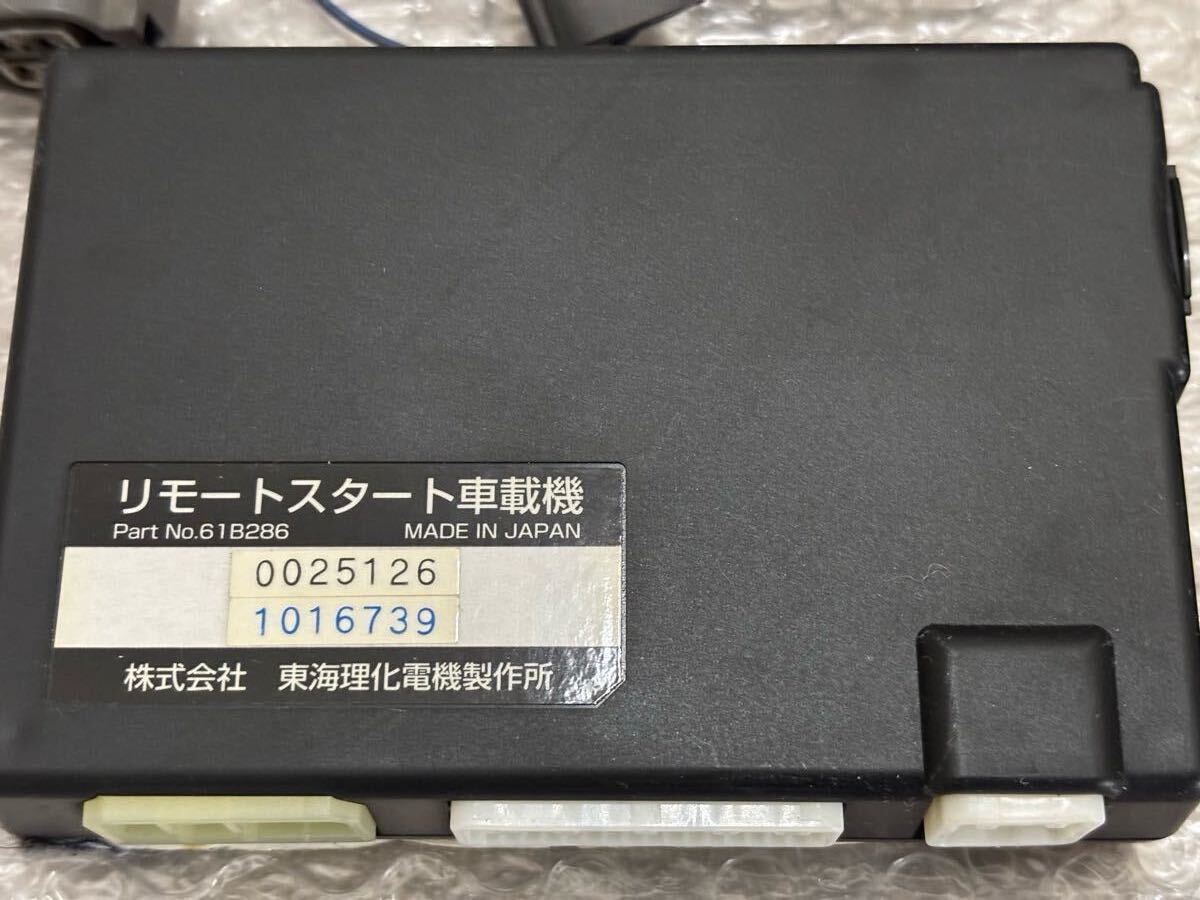 リモートスタート車載機
Part No.61B286 MADE IN JAPAN
0025126
1016739
株式会社 東海理化電機製作所